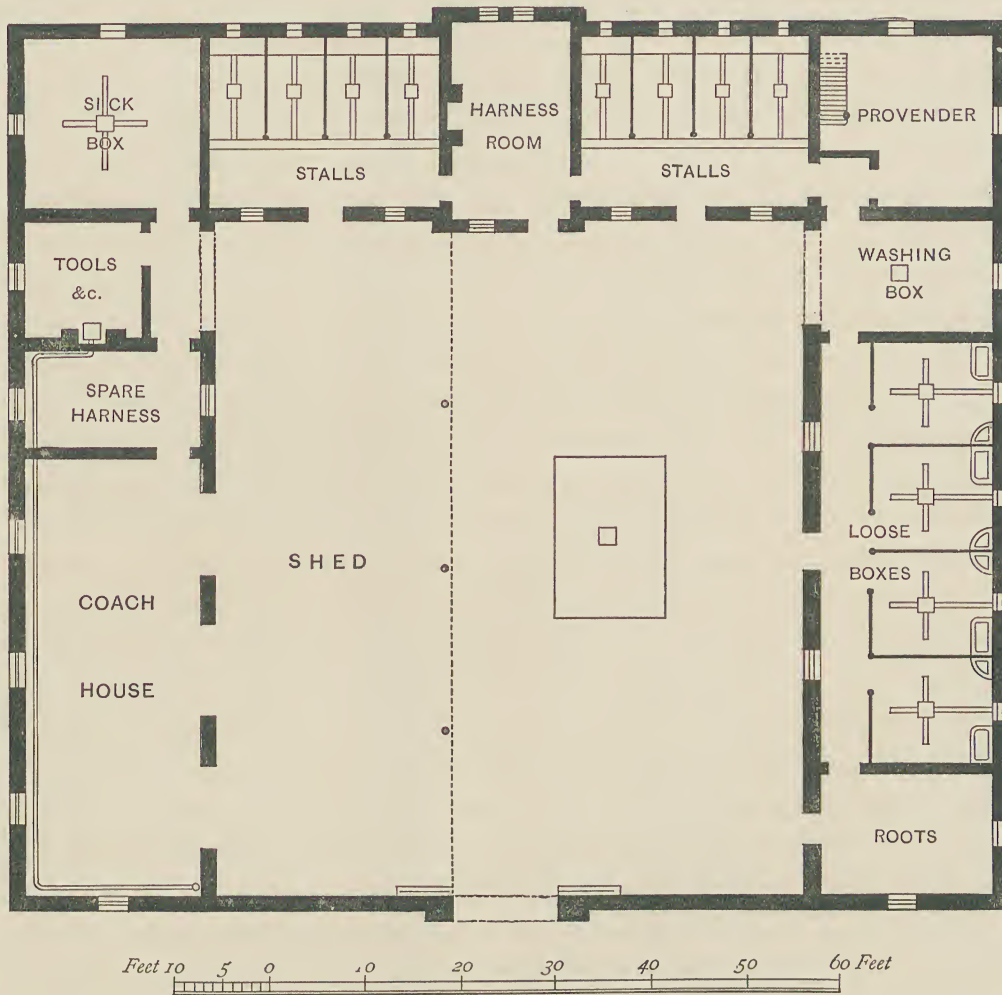 SICK
BOX
STALLS
HARNESS
ROOM
STALLS
PROVENDER
TOOLS
&c.
WASHING
BOX
SPARE
HARNESS
LOOSE
BOXES
SHED
COACH
HOUSE
ROOTS
Feet 10 5 0 10 20 30 40 50 60 Feet